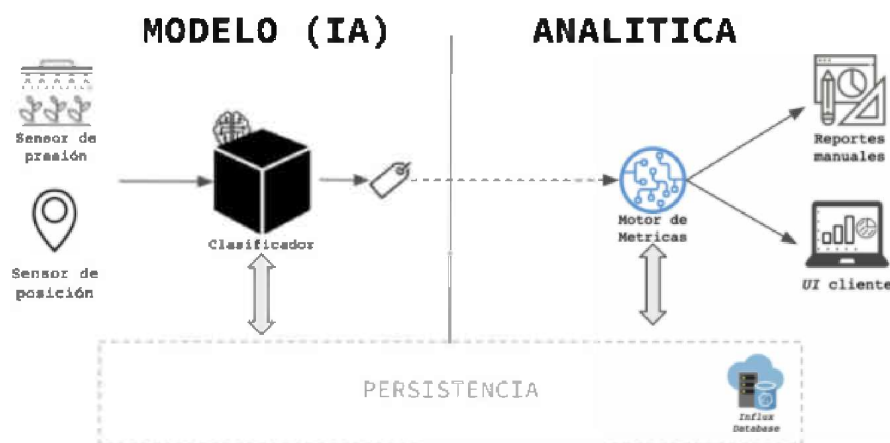 MODELO (IA)
ANALITICA
Sensor de
presión
Sensor de
posición
Clasificador
Motor de
Metricas
Reportes
manuales
UI cliente
PERSISTENCIA
Influx
Database